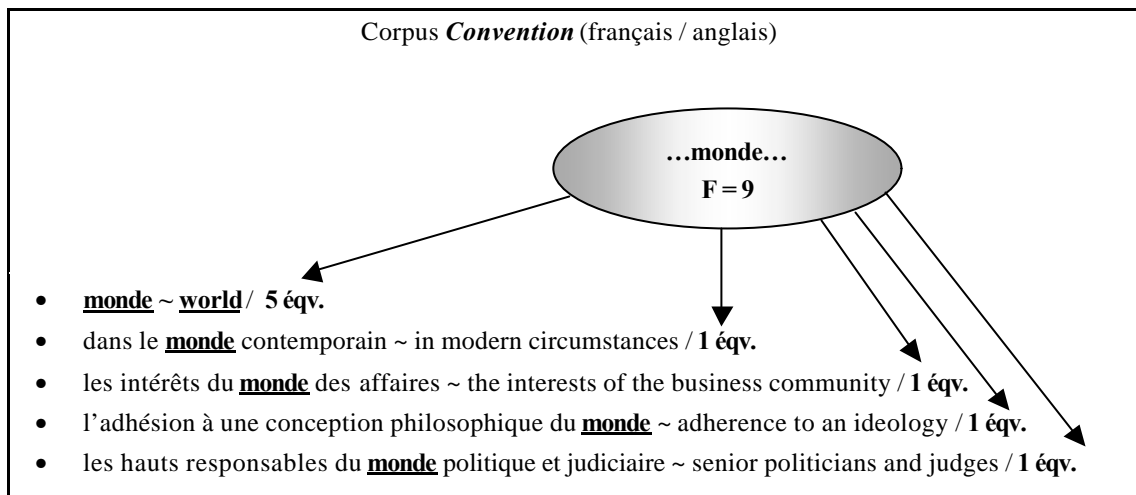 Corpus Convention (français / anglais)
…monde…
F = 9
• monde ~ world / 5 éqv.
• dans le monde contemporain ~ in modern circumstances / 1 éqv.
• les intérêts du monde des affaires ~ the interests of the business community / 1 éqv.
• l’adhésion à une conception philosophique du monde ~ adherence to an ideology / 1 éqv.
• les hauts responsables du monde politique et judiciaire ~ senior politicians and judges / 1 éqv.